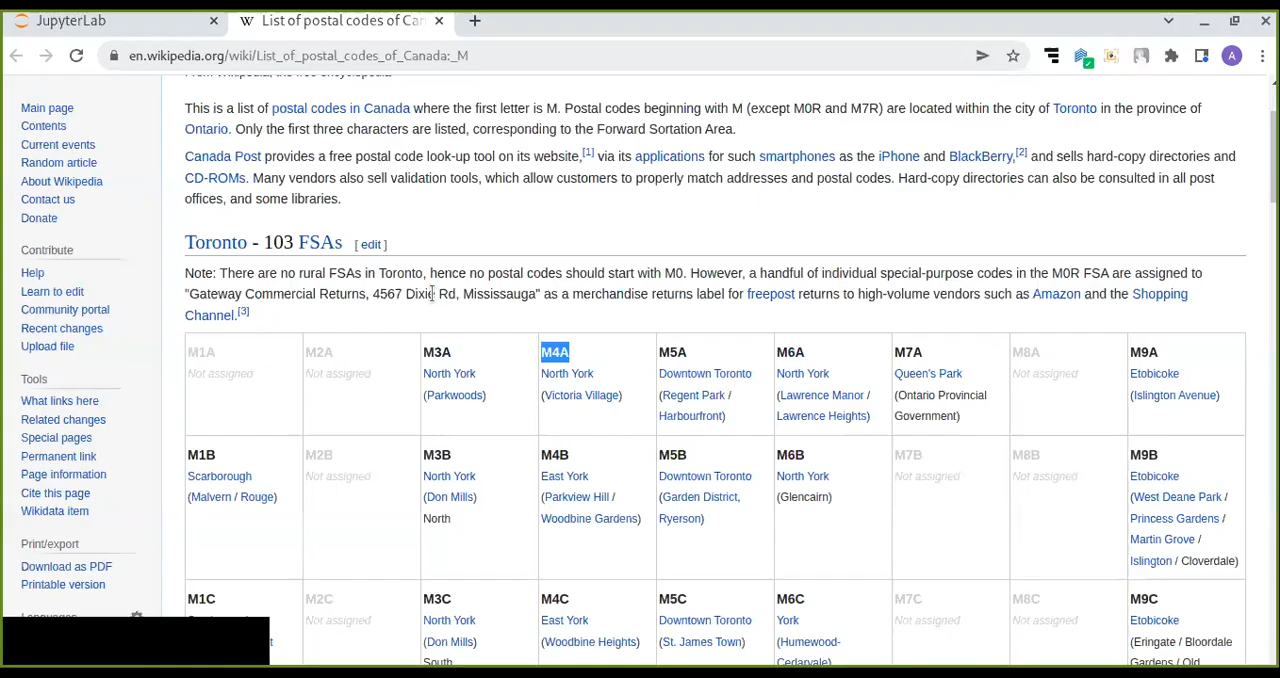 JupyterLab
List of postal codes of Can
en.wikipedia.org/wiki/List_of_postal_codes_of_Canada:_M
A
Main page
Contents
Current events
Random article
About Wikipedia
Contact us
Donate
Contribute
Help
Learn to edit
Community portal
Recent changes
Upload file
Tools
What links here
Related changes
Special pages
Permanent link
Page information
Cite this page
Wikidata item
Print/export
Download as PDF
Printable version
Languages
From Wikipedia, the free encyclopedia
This is a list of postal codes in Canada where the first letter is M. Postal codes beginning with M (except M0R and M7R) are located within the city of Toronto in the province of
Ontario. Only the first three characters are listed, corresponding to the Forward Sortation Area.
Canada Post provides a free postal code look-up tool on its website,[1] via its applications for such smartphones as the iPhone and BlackBerry,[2] and sells hard-copy directories and
CD-ROMs. Many vendors also sell validation tools, which allow customers to properly match addresses and postal codes. Hard-copy directories can also be consulted in all post
offices, and some libraries.
Toronto - 103 FSAs [ edit ]
Note: There are no rural FSAs in Toronto, hence no postal codes should start with M0. However, a handful of individual special-purpose codes in the M0R FSA are assigned to
"Gateway Commercial Returns, 4567 Dixie Rd, Mississauga" as a merchandise returns label for freepost returns to high-volume vendors such as Amazon and the Shopping
Channel.[3]
M1A M2A M3A M4A M5A M6A M7A M8A M9A
Not assigned Not assigned North York North York Downtown Toronto North York Queen's Park Not assigned Etobicoke
(Parkwoods) (Victoria Village) (Regent Park / (Lawrence Manor / (Ontario Provincial (Islington Avenue)
Harbourfront) Lawrence Heights) Government)
M1B M2B M3B M4B M5B M6B M7B M8B M9B
Scarborough Not assigned North York East York Downtown Toronto North York Not assigned Not assigned Etobicoke
(Malvern / Rouge) (Don Mills) (Parkview Hill / (Garden District, (Glencairn) (West Deane Park /
North Woodbine Gardens) Ryerson) Princess Gardens /
Martin Grove /
Islington / Cloverdale)
M1C M2C M3C M4C M5C M6C M7C M8C M9C
Not assigned North York East York Downtown Toronto York Not assigned Not assigned Etobicoke
(Don Mills) (Woodbine Heights) (St. James Town) (Humewood- (Eringate / Bloordale
South Cedarvale) Gardens / Old